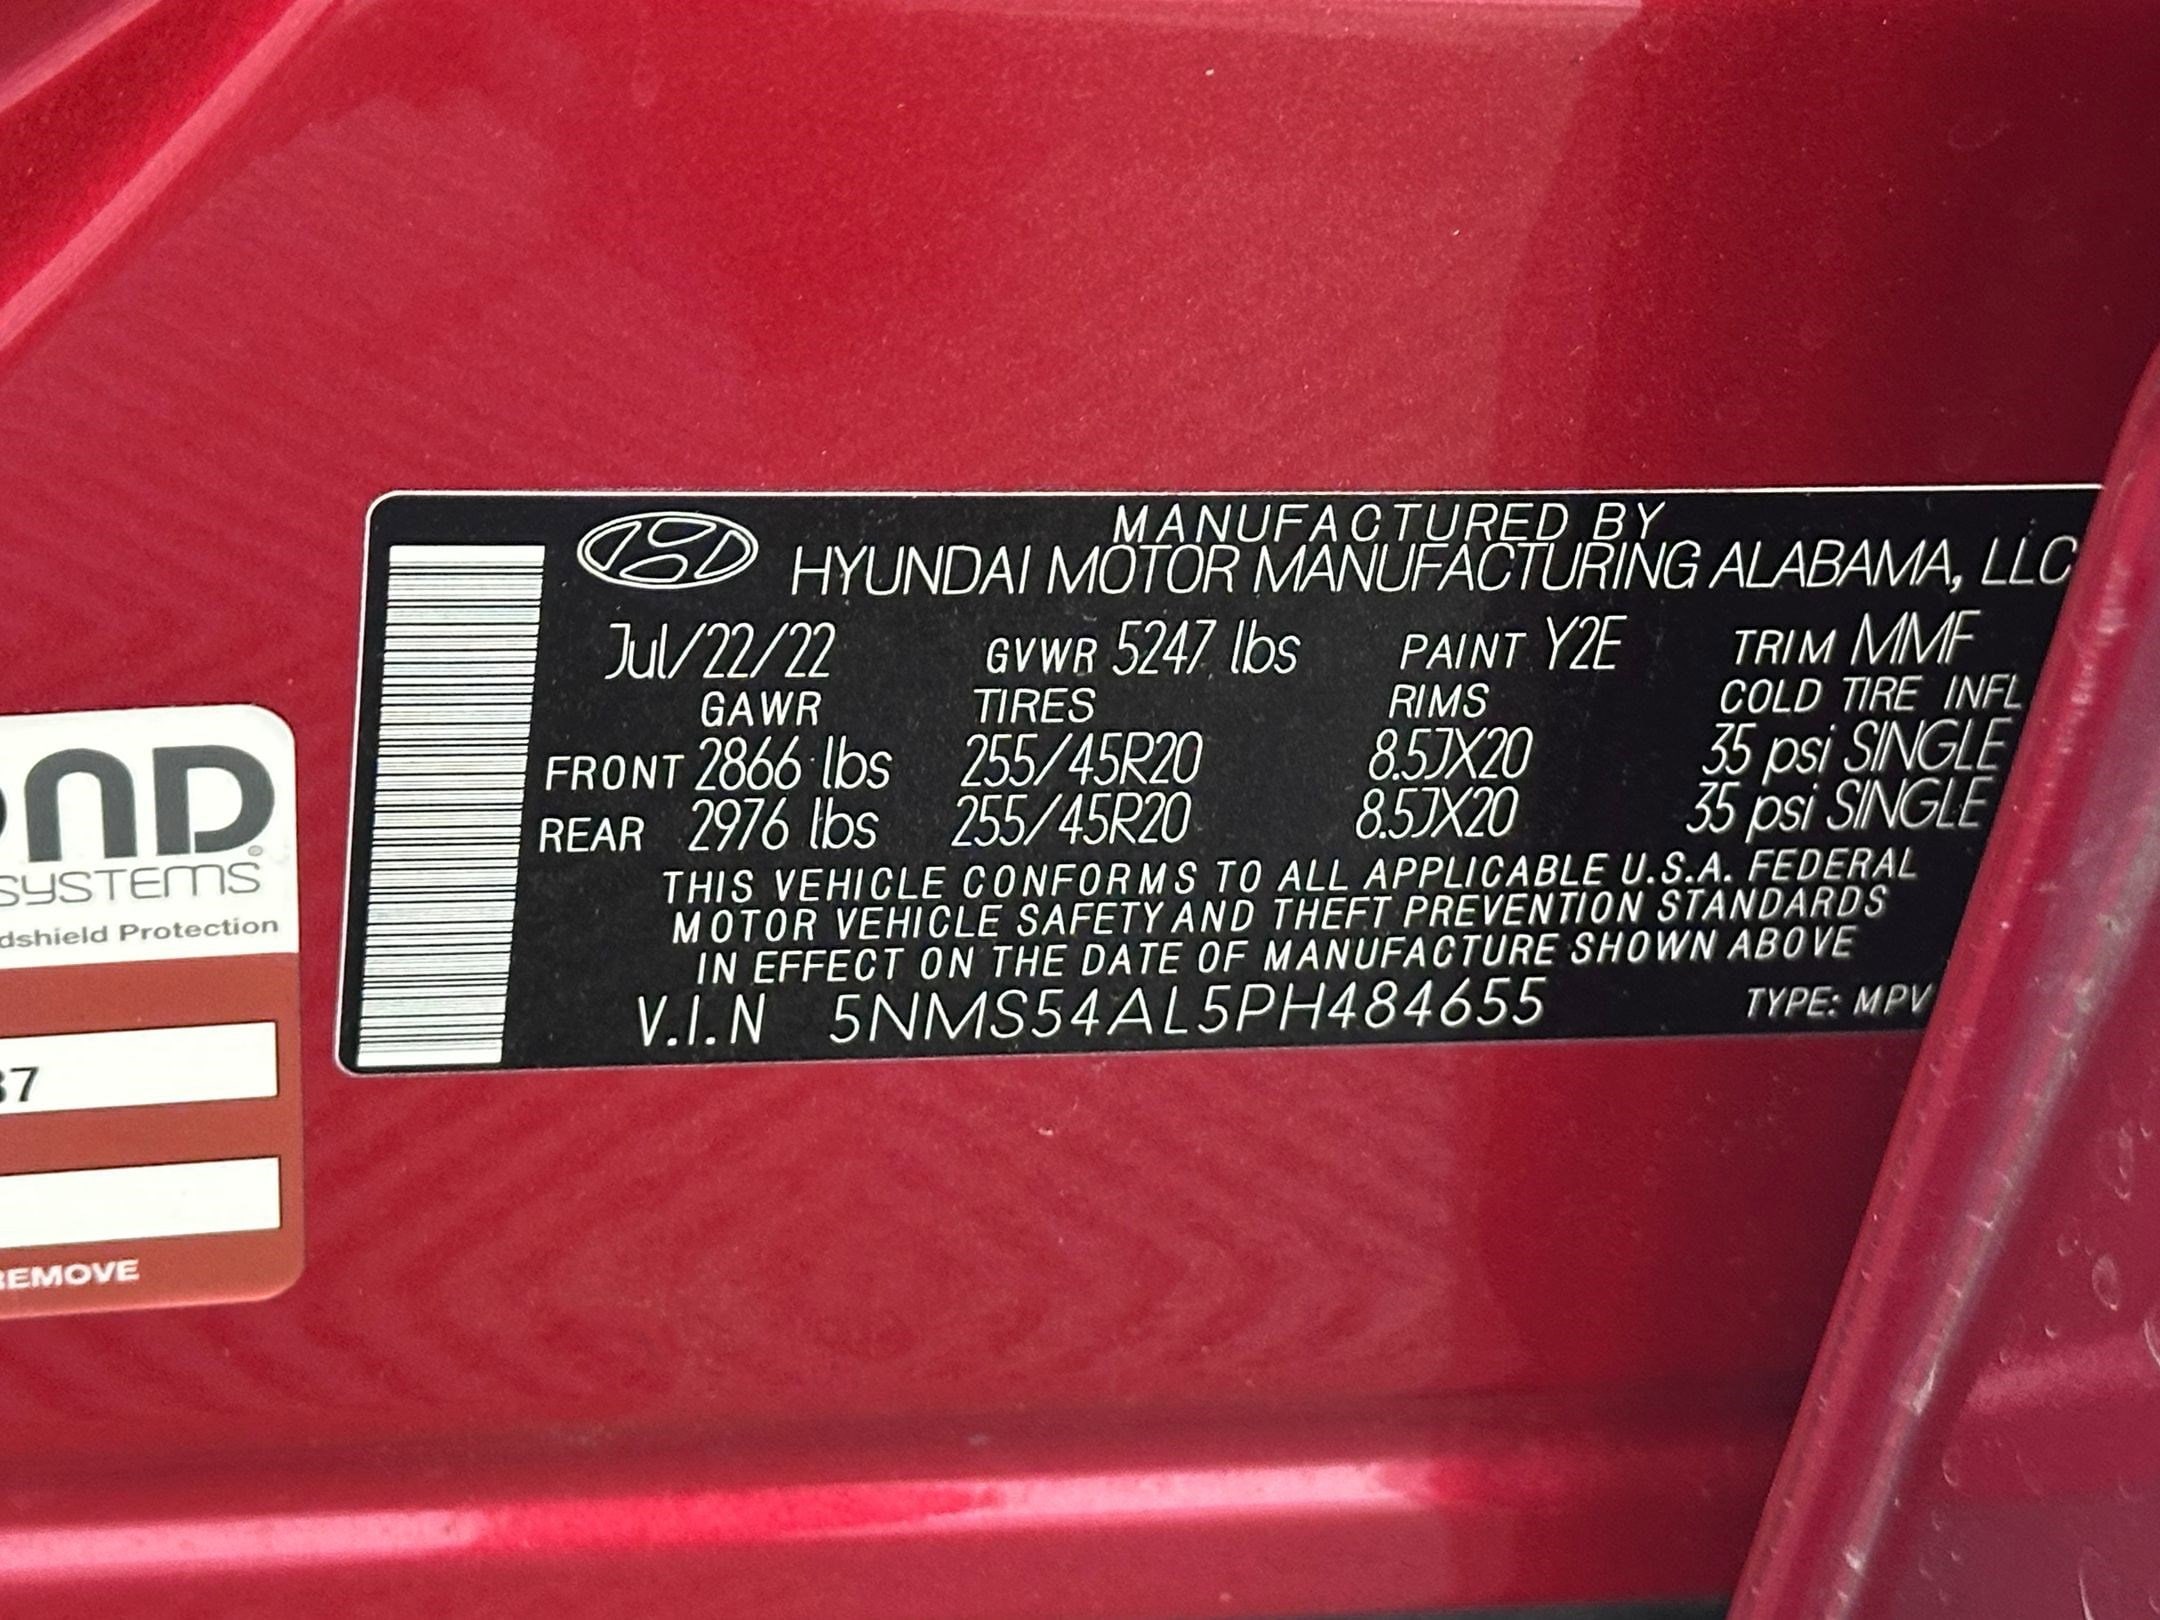 MANUFACTURED BY
HYUNDAI MOTOR MANUFACTURING ALABAMA, LLC
Jul/22/22 GVWR 5247 lbs PAINT Y2E TRIM MMF
GAWR TIRES RIMS COLD TIRE INFL
FRONT 2866 lbs 255/45R20 8.5JX20 35 psi SINGLE
REAR 2976 lbs 255/45R20 8.5JX20 35 psi SINGLE
THIS VEHICLE CONFORMS TO ALL APPLICABLE U.S.A. FEDERAL
MOTOR VEHICLE SAFETY AND THEFT PREVENTION STANDARDS
IN EFFECT ON THE DATE OF MANUFACTURE SHOWN ABOVE
V.I.N 5NMS54AL5PH484655 TYPE: MPV
SYSTEMS®
Protection